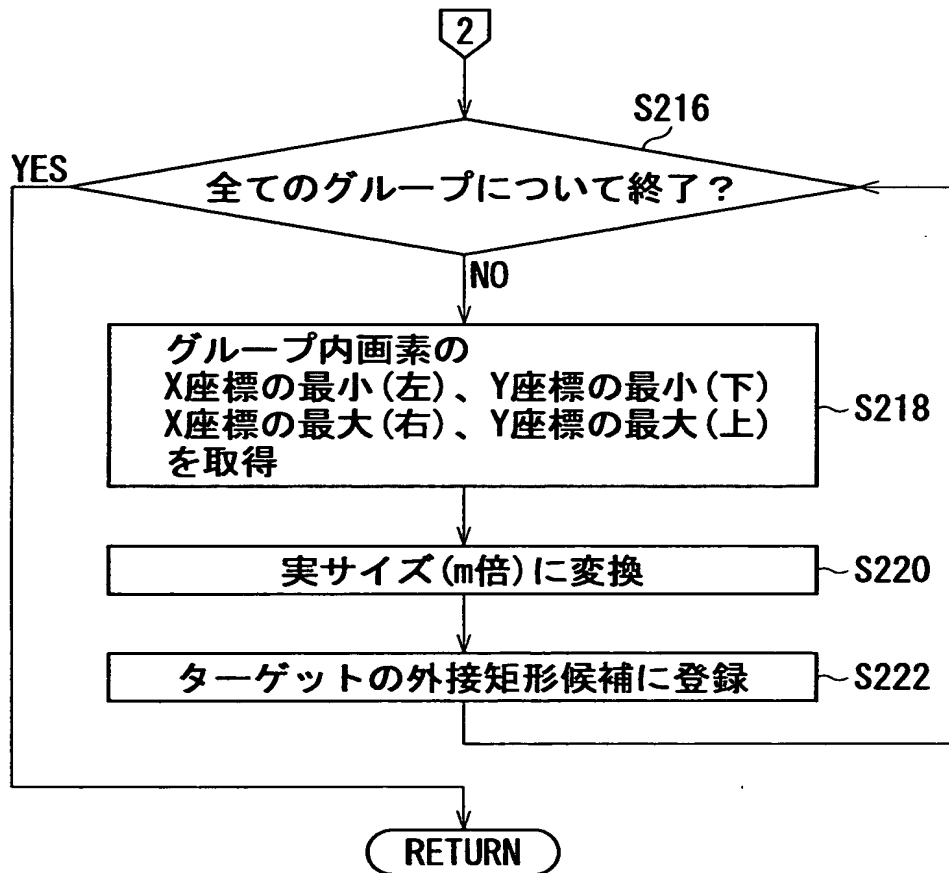 2
S216
YES
全てのグループについて終了？
NO
グループ内画素の
X座標の最小(左)、Y座標の最小(下)
X座標の最大(右)、Y座標の最大(上)
を取得
S218
実サイズ(m倍)に変換
S220
ターゲットの外接矩形候補に登録
S222
RETURN